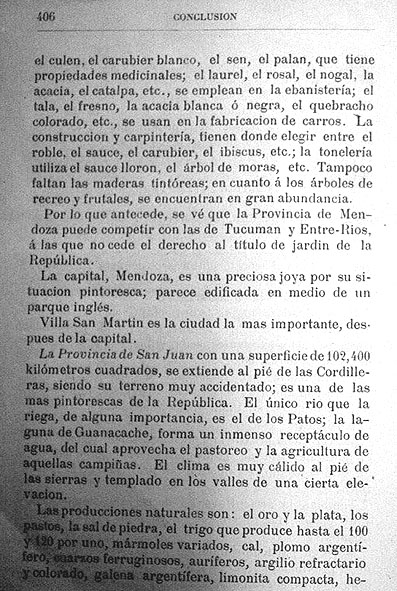 406
CONCLUSION
el culen, el carubier blanco, el sen, el palan, que tiene
propiedades medicinales; el laurel, el rosal, el nogal, la
acacia, el catalpa, etc., se emplean en la ebanistería; el
tala, el fresno, la acacia blanca ó negra, el quebracho
colorado, etc., se usan en la fabricacion de carros. La
construccion y carpintería, tienen donde elegir entre el
roble, el sauce, el carubier, el ibiscus, etc.; la tonelería
utiliza el sauce lloron, el árbol de moras, etc. Tampoco
faltan las maderas tintóreas; en cuanto á los árboles de
recreo y frutales, se encuentran en gran abundancia.
Por lo que antecede, se vé que la Provincia de Men-
doza puede competir con las de Tucuman y Entre-Rios,
á las que no cede el derecho al título de jardin de la
República.
La capital, Mendoza, es una preciosa joya por su si-
tuacion pintoresca; parece edificada en medio de un
parque inglés.
Villa San Martin es la ciudad la mas importante, des-
pues de la capital.
La Provincia de San Juan con una superficie de 102,400
kilómetros cuadrados, se extiende al pié de las Cordille-
ras, siendo su terreno muy accidentado; es una de las
mas pintorescas de la República. El único rio que la
riega, de alguna importancia, es el de los Patos; la la-
guna de Guanacache, forma un inmenso receptáculo de
agua, del cual aprovecha el pastoreo y la agricultura de
aquellas campiñas. El clima es muy cálido al pié de
las sierras y templado en los valles de una cierta ele-
vacion.
Las producciones naturales son: el oro y la plata, los
pastos, la sal de piedra, el trigo que produce hasta el 100
y 120 por uno, mármoles variados, cal, plomo argentí-
fero, cuarzos ferruginosos, auríferos, argilio refractario
y colorado, galena argentífera, limonita compacta, he-